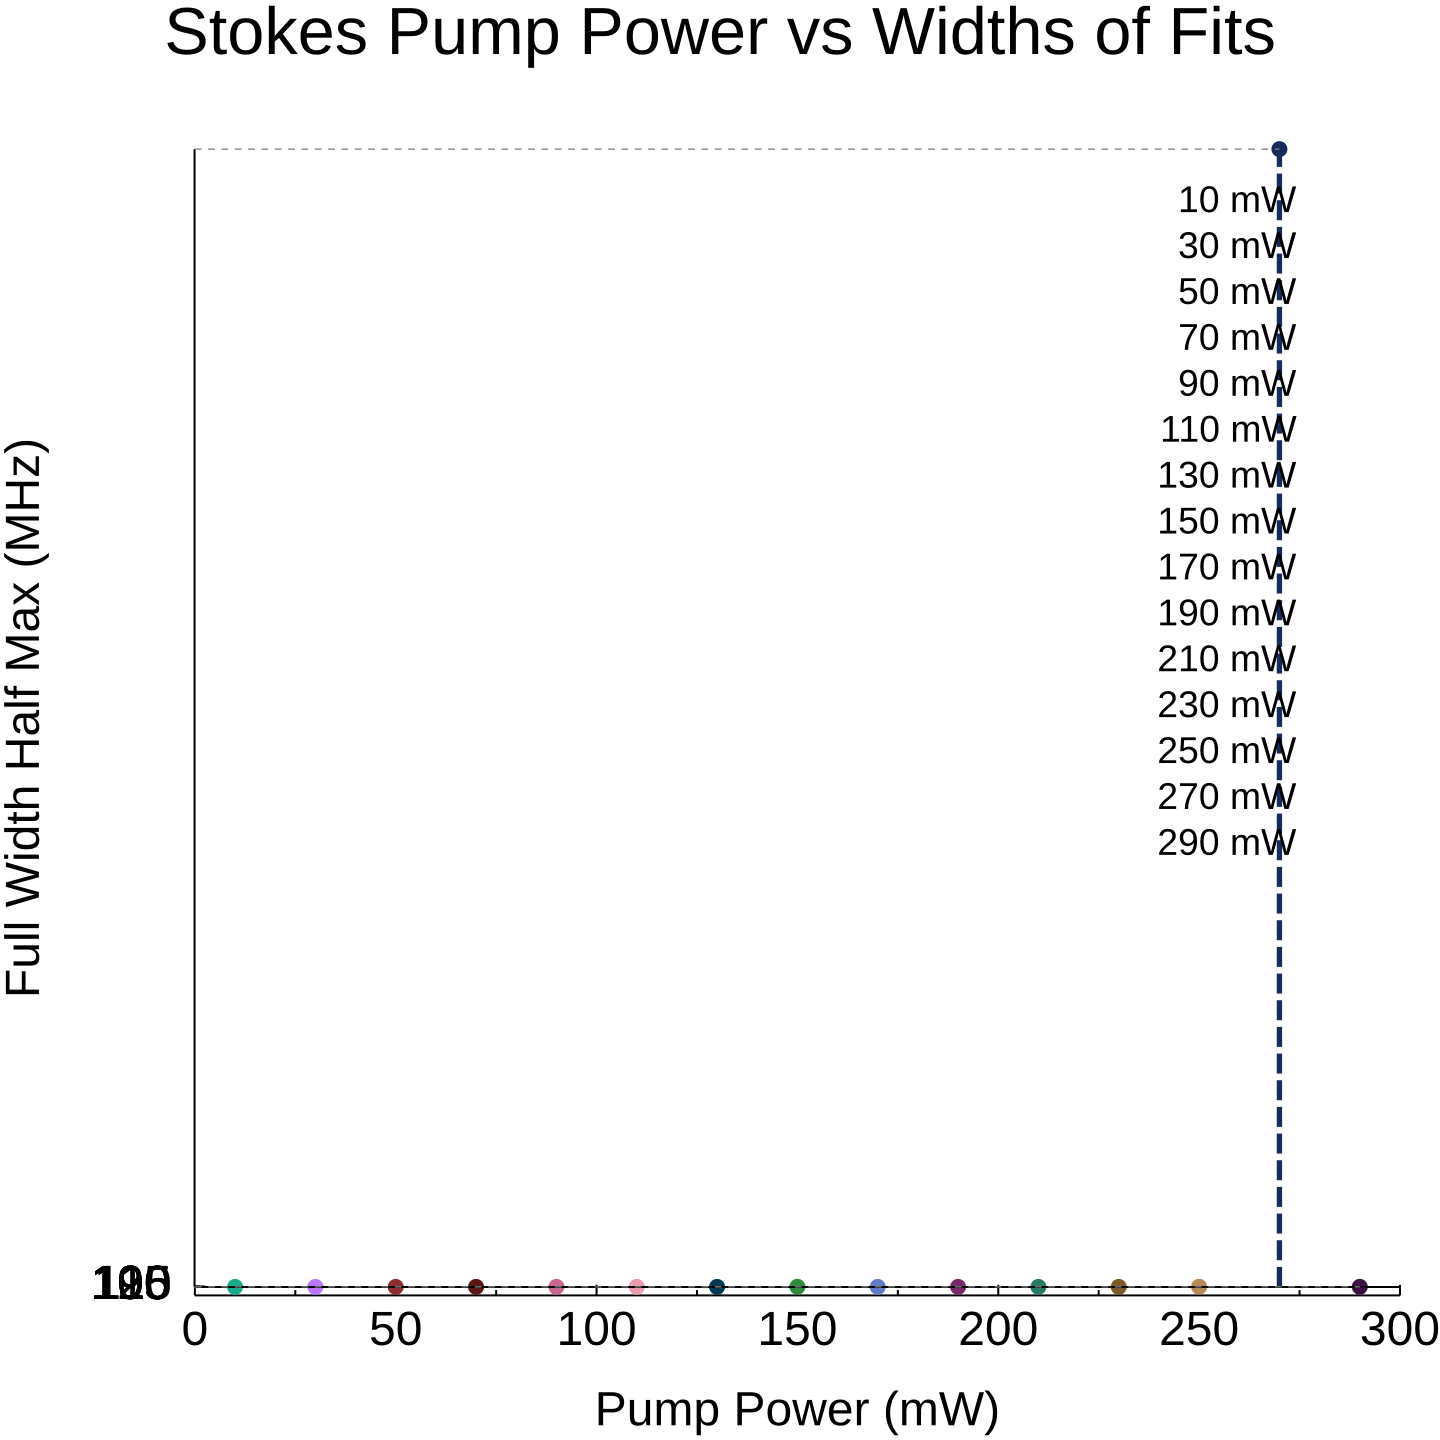 Stokes Pump Power vs Widths of Fits
10 mW
30 mW
50 mW
70 mW
90 mW
110 mW
130 mW
150 mW
170 mW
190 mW
210 mW
230 mW
250 mW
270 mW
290 mW
Full Width Half Max (MHz)
0 50 100 150 200 250 300
Pump Power (mW)